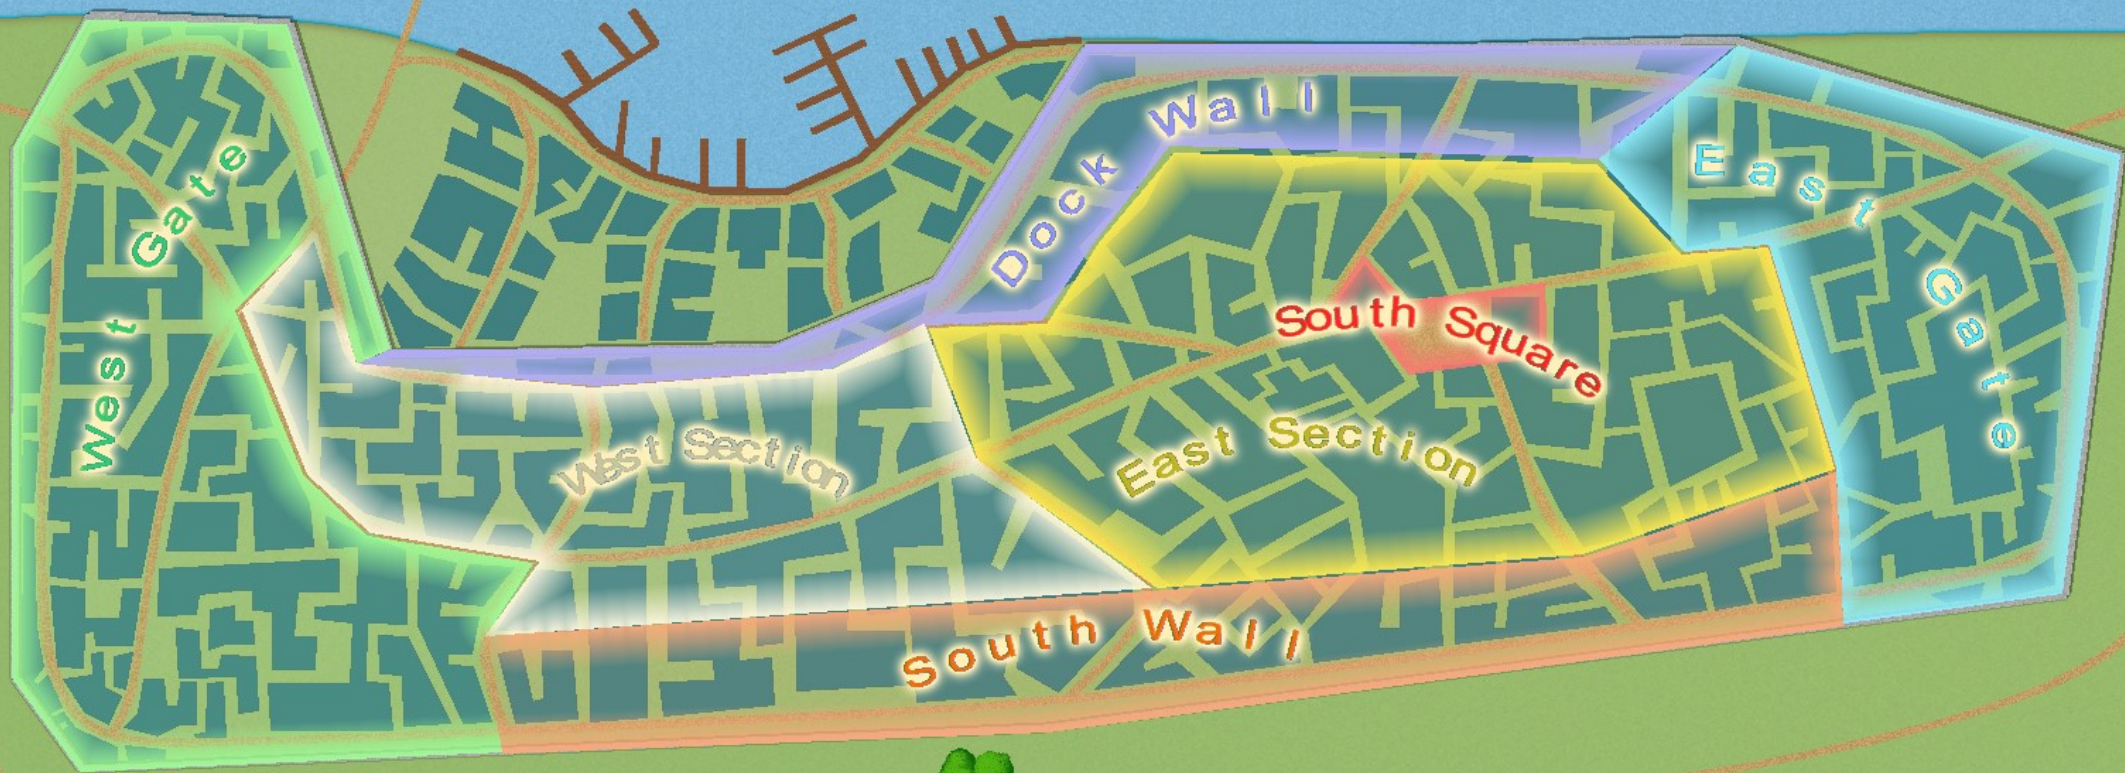 West Gate
Dock Wall
East Gate
South Square
West Section
East Section
South Wall